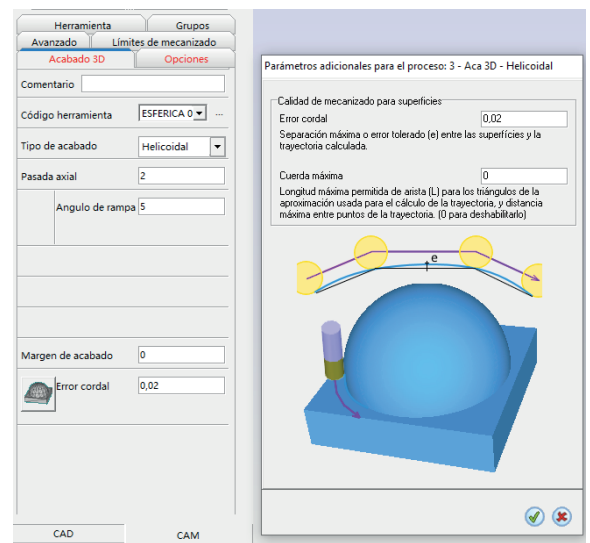 Herramienta
Grupos
Avanzado
Límites de mecanizado
Acabado 3D
Opciones
Comentario
Código herramienta
ESFERICA 0
...
Tipo de acabado
Helicoidal
Pasada axial
2
Angulo de rampa
5
Margen de acabado
0
Error cordal
0,02
CAD
CAM
Parámetros adicionales para el proceso: 3 - Aca 3D - Helicoidal
Calidad de mecanizado para superficies
Error cordal
0,02
Separación máxima o error tolerado (e) entre las superfícies y la
trayectoria calculada.
Cuerda máxima
0
Longitud máxima permitida de arista (L) para los triángulos de la
aproximación usada para el cálculo de la trayectoria, y distancia
máxima entre puntos de la trayectoria. (0 para deshabilitarlo)
e